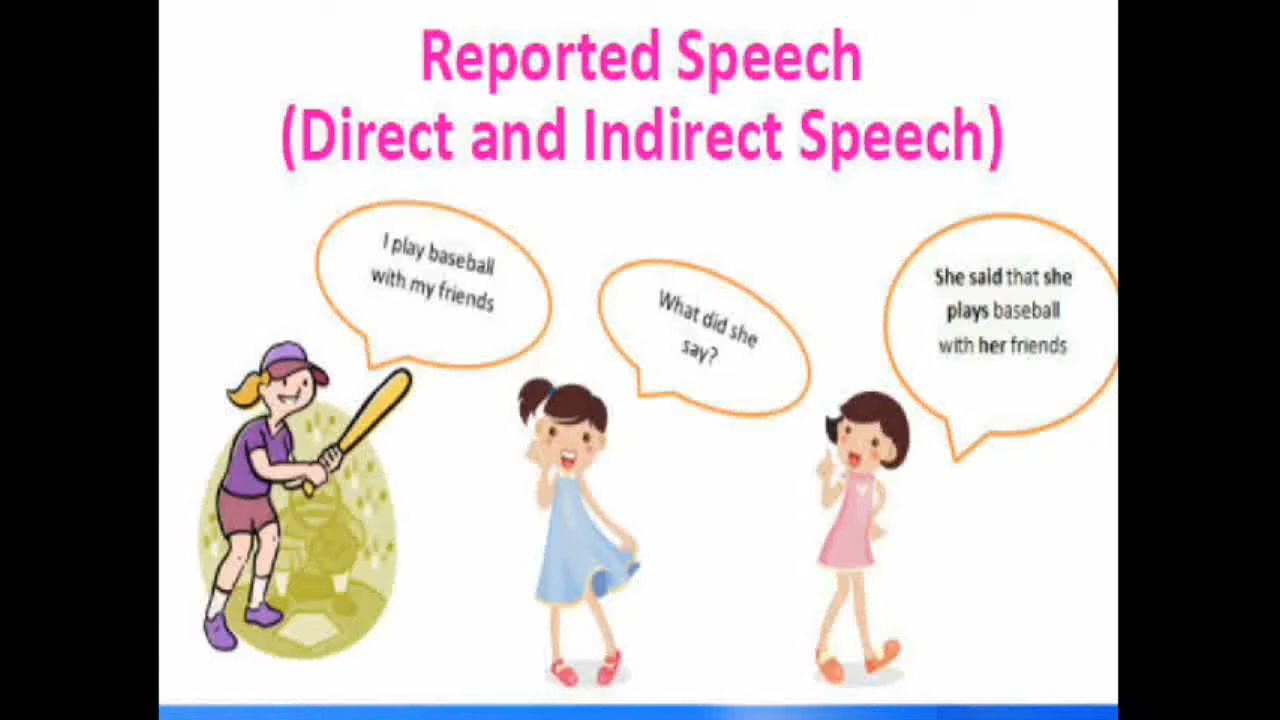 Reported Speech
(Direct and Indirect Speech)
I play baseball
with my friends
What did she
say?
She said that she
plays baseball
with her friends